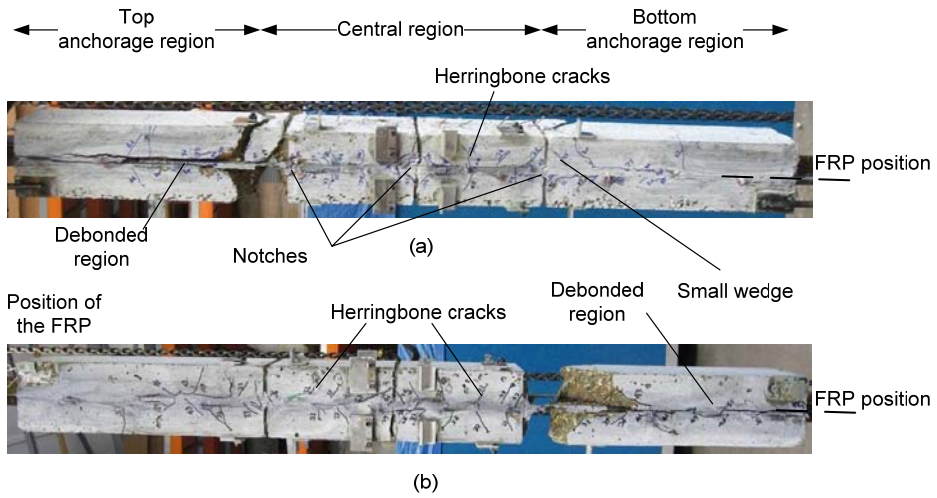 Top
anchorage region
Central region
Bottom
anchorage region
Herringbone cracks
FRP position
Debonded
region
Notches
(a)
Small wedge
Position of
the FRP
Herringbone cracks
Debonded
region
FRP position
(b)